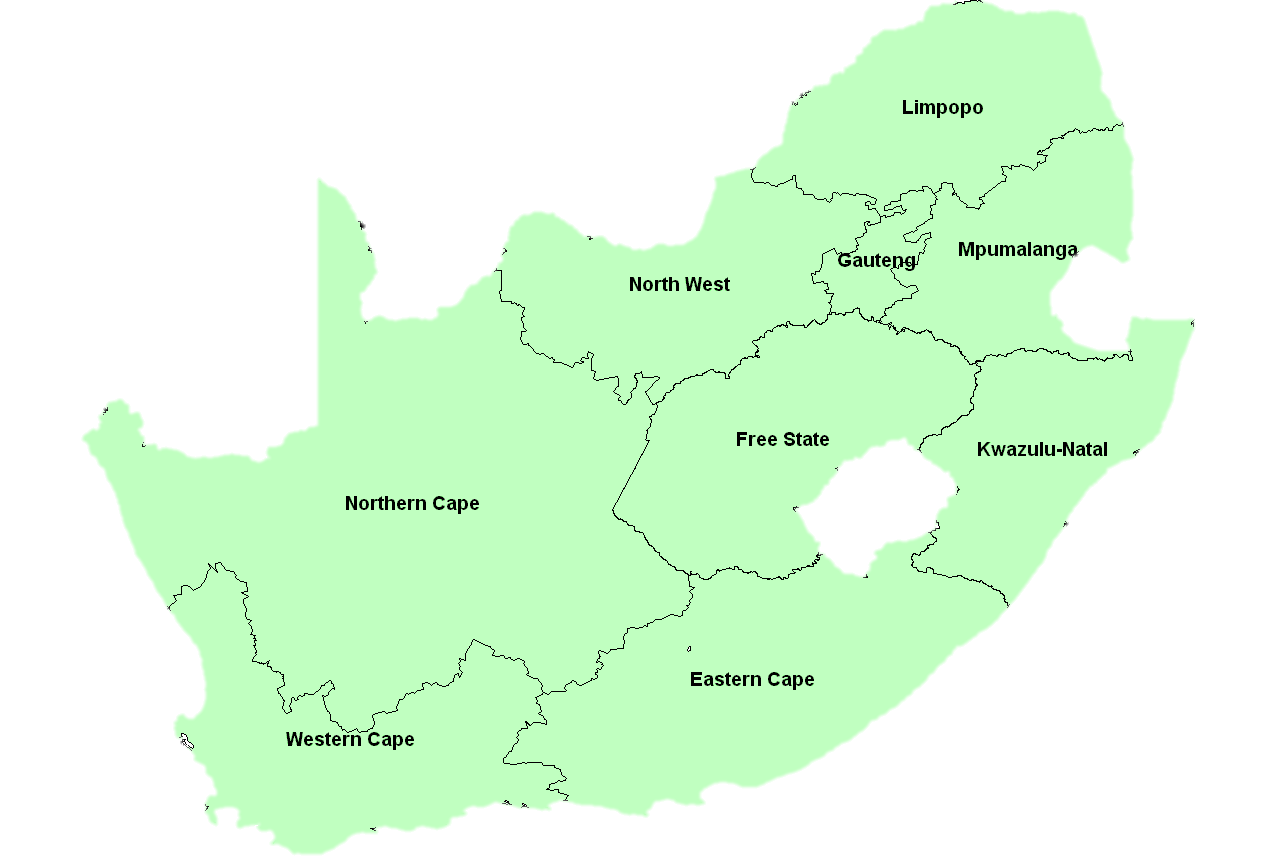 Limpopo
Mpumalanga
Gauteng
North West
Free State
Kwazulu-Natal
Northern Cape
Eastern Cape
Western Cape